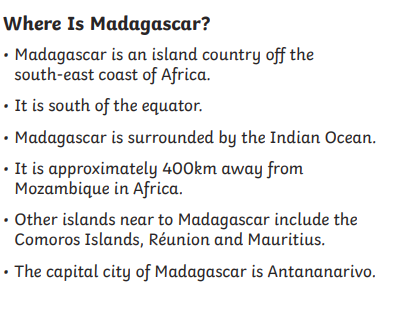 Where Is Madagascar?
• Madagascar is an island country off the
south-east coast of Africa.
• It is south of the equator.
• Madagascar is surrounded by the Indian Ocean.
• It is approximately 400km away from
Mozambique in Africa.
• Other islands near to Madagascar include the
Comoros Islands, Réunion and Mauritius.
• The capital city of Madagascar is Antananarivo.